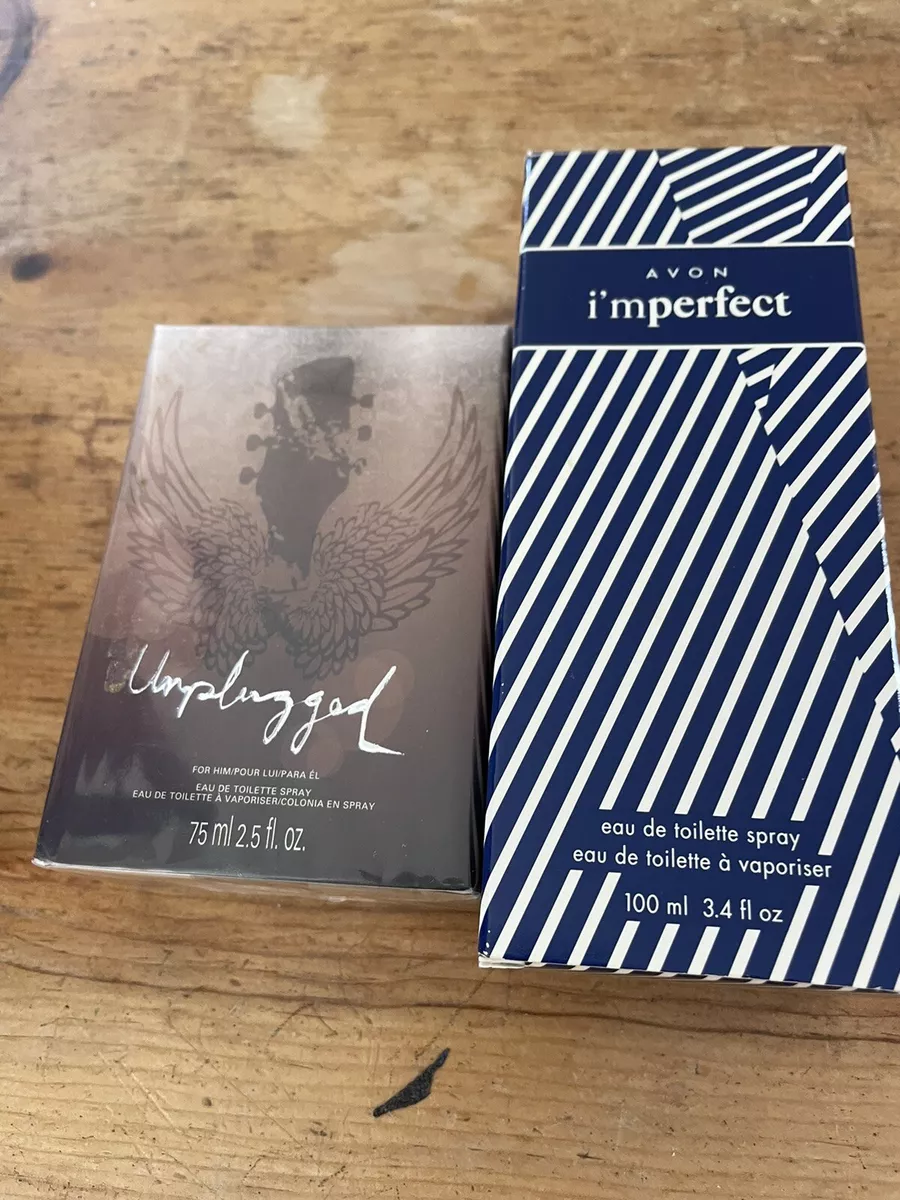 Unplugged
FOR HIM/POUR LUI/PARA ÉL
EAU DE TOILETTE SPRAY
EAU DE TOILETTE À VAPORISER/COLONIA EN SPRAY
75 ml 2.5 fl. oz.
AVON
i'mperfect
eau de toilette spray
eau de toilette à vaporiser
100 ml 3.4 fl oz